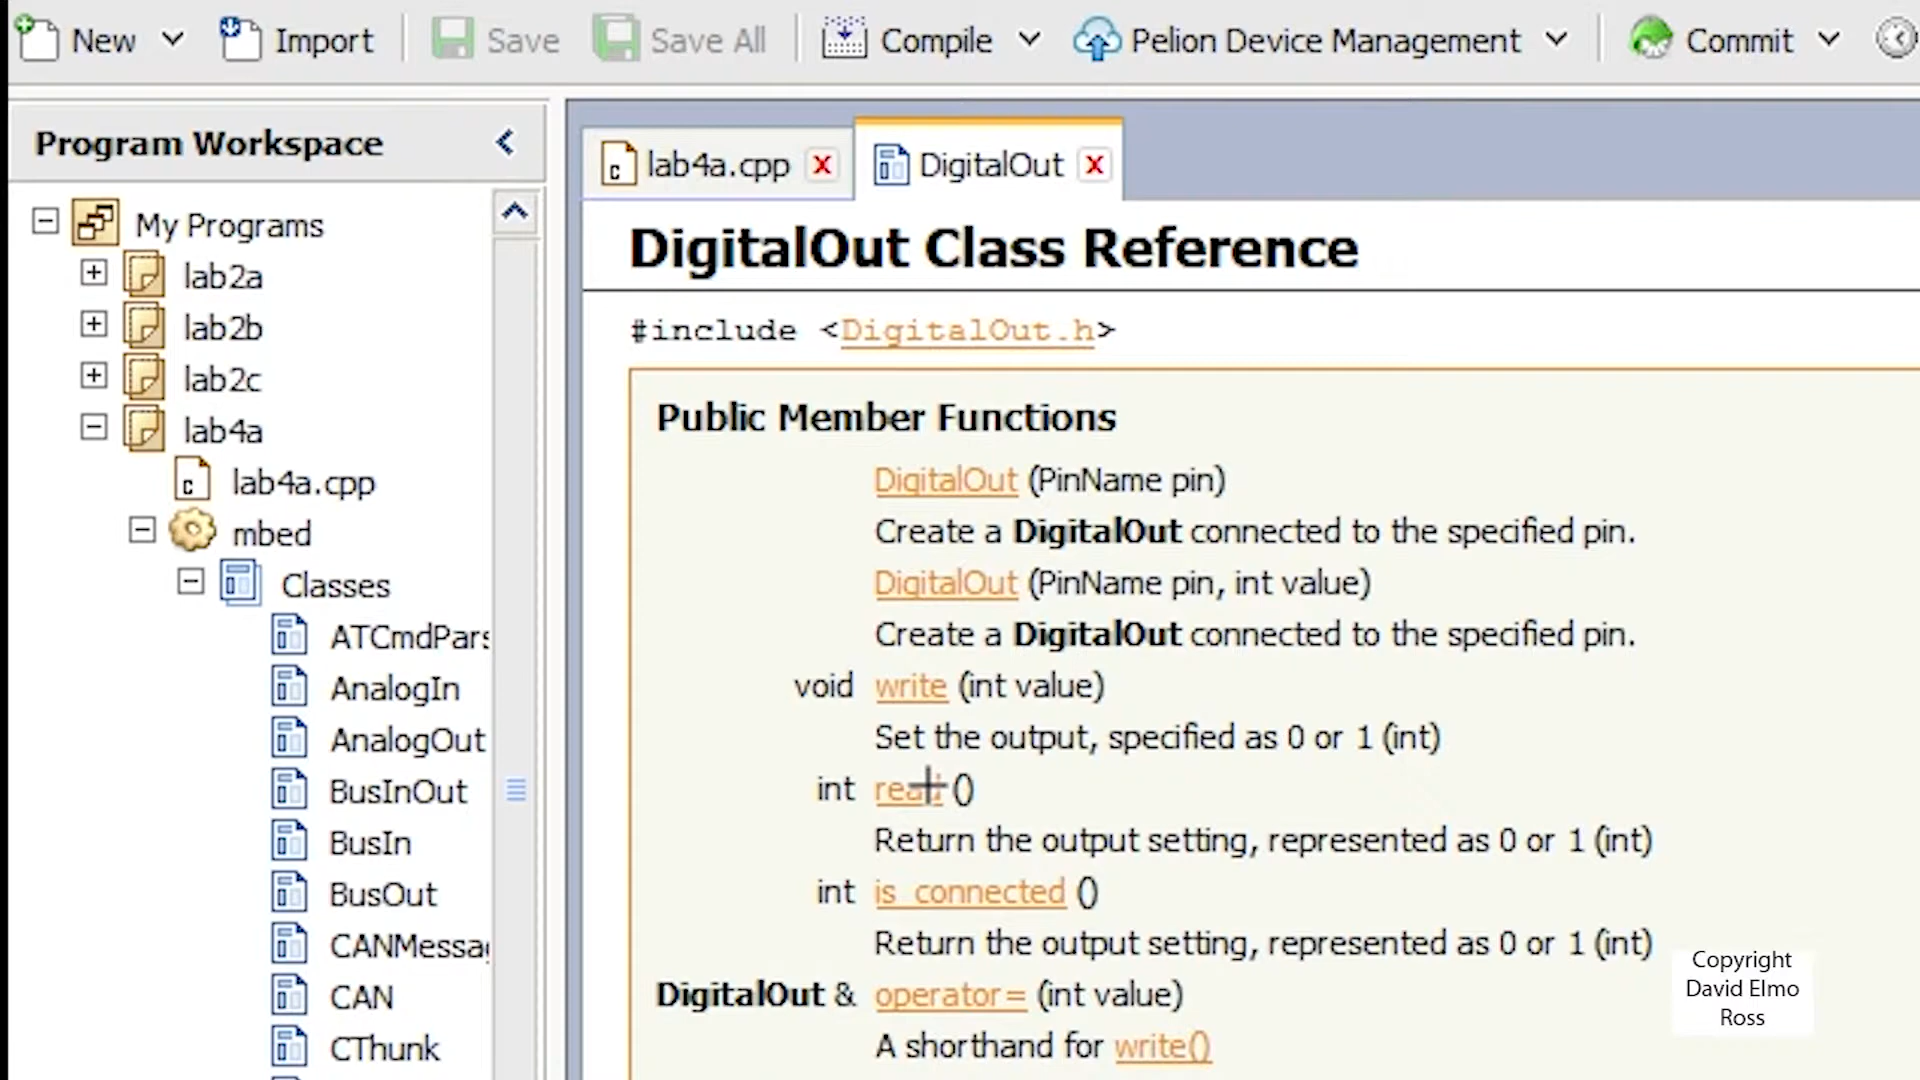 New Import Save Save All Compile Pelion Device Management Commit
Program Workspace
My Programs
lab2a
lab2b
lab2c
lab4a
lab4a.cpp
mbed
Classes
ATCmdPars
AnalogIn
AnalogOut
BusInOut
BusIn
BusOut
CANMessag
CAN
CThunk
lab4a.cpp DigitalOut
DigitalOut Class Reference
#include <DigitalOut.h>
Public Member Functions
DigitalOut (PinName pin)
Create a DigitalOut connected to the specified pin.
DigitalOut (PinName pin, int value)
Create a DigitalOut connected to the specified pin.
void write (int value)
Set the output, specified as 0 or 1 (int)
int read ()
Return the output setting, represented as 0 or 1 (int)
int is_connected ()
Return the output setting, represented as 0 or 1 (int)
DigitalOut & operator= (int value)
A shorthand for write()
Copyright
David Elmo
Ross